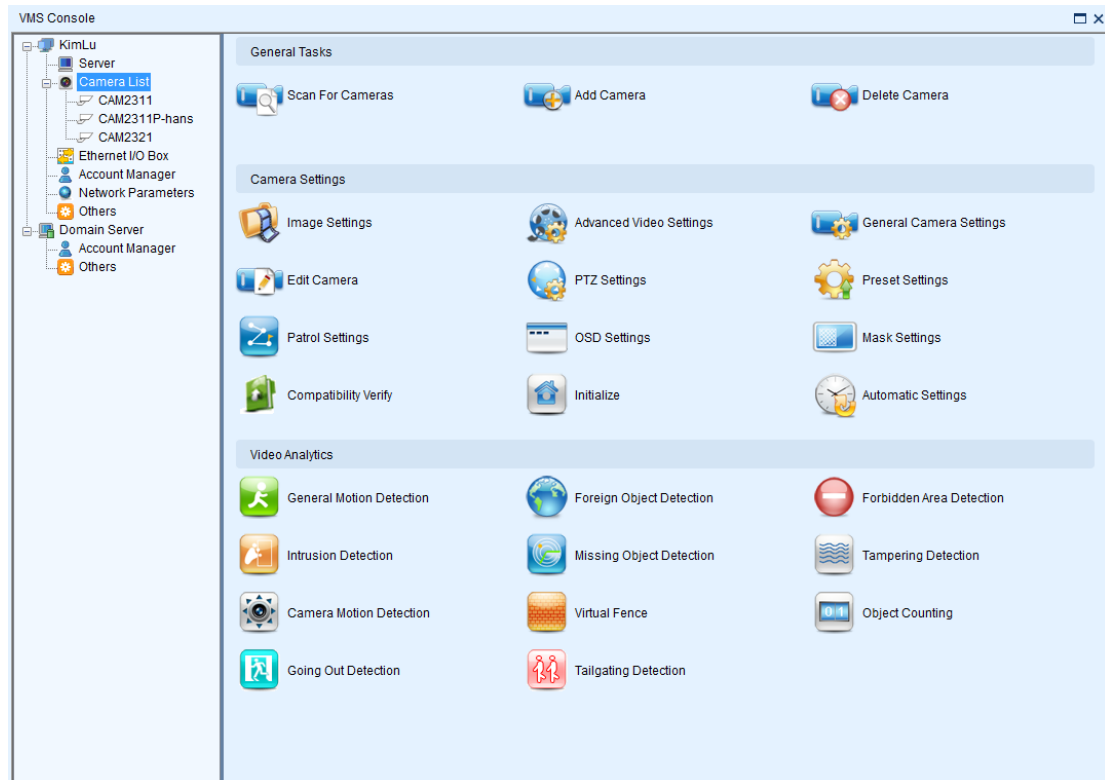 VMS Console
KimLu
Server
Camera List
CAM2311
CAM2311P-hans
CAM2321
Ethernet I/O Box
Account Manager
Network Parameters
Others
Domain Server
Account Manager
Others
General Tasks
Scan For Cameras
Add Camera
Delete Camera
Camera Settings
Image Settings
Advanced Video Settings
General Camera Settings
Edit Camera
PTZ Settings
Preset Settings
Patrol Settings
OSD Settings
Mask Settings
Compatibility Verify
Initialize
Automatic Settings
Video Analytics
General Motion Detection
Foreign Object Detection
Forbidden Area Detection
Intrusion Detection
Missing Object Detection
Tampering Detection
Camera Motion Detection
Virtual Fence
0 1
Object Counting
Going Out Detection
Tailgating Detection